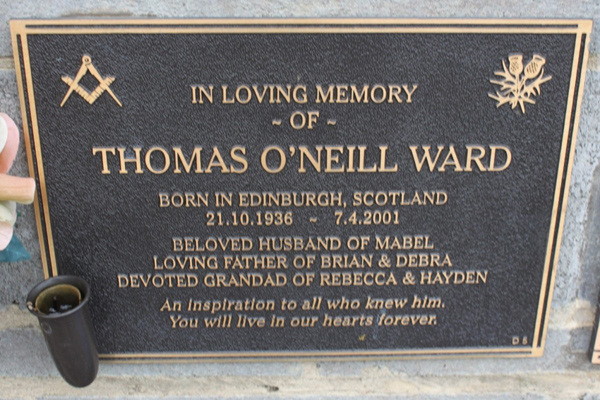 IN LOVING MEMORY
~ OF ~
THOMAS O'NEILL WARD
BORN IN EDINBURGH, SCOTLAND
21.10.1936 ~ 7.4.2001
BELOVED HUSBAND OF MABEL
LOVING FATHER OF BRIAN & DEBRA
DEVOTED GRANDAD OF REBECCA & HAYDEN
An inspiration to all who knew him.
You will live in our hearts forever.